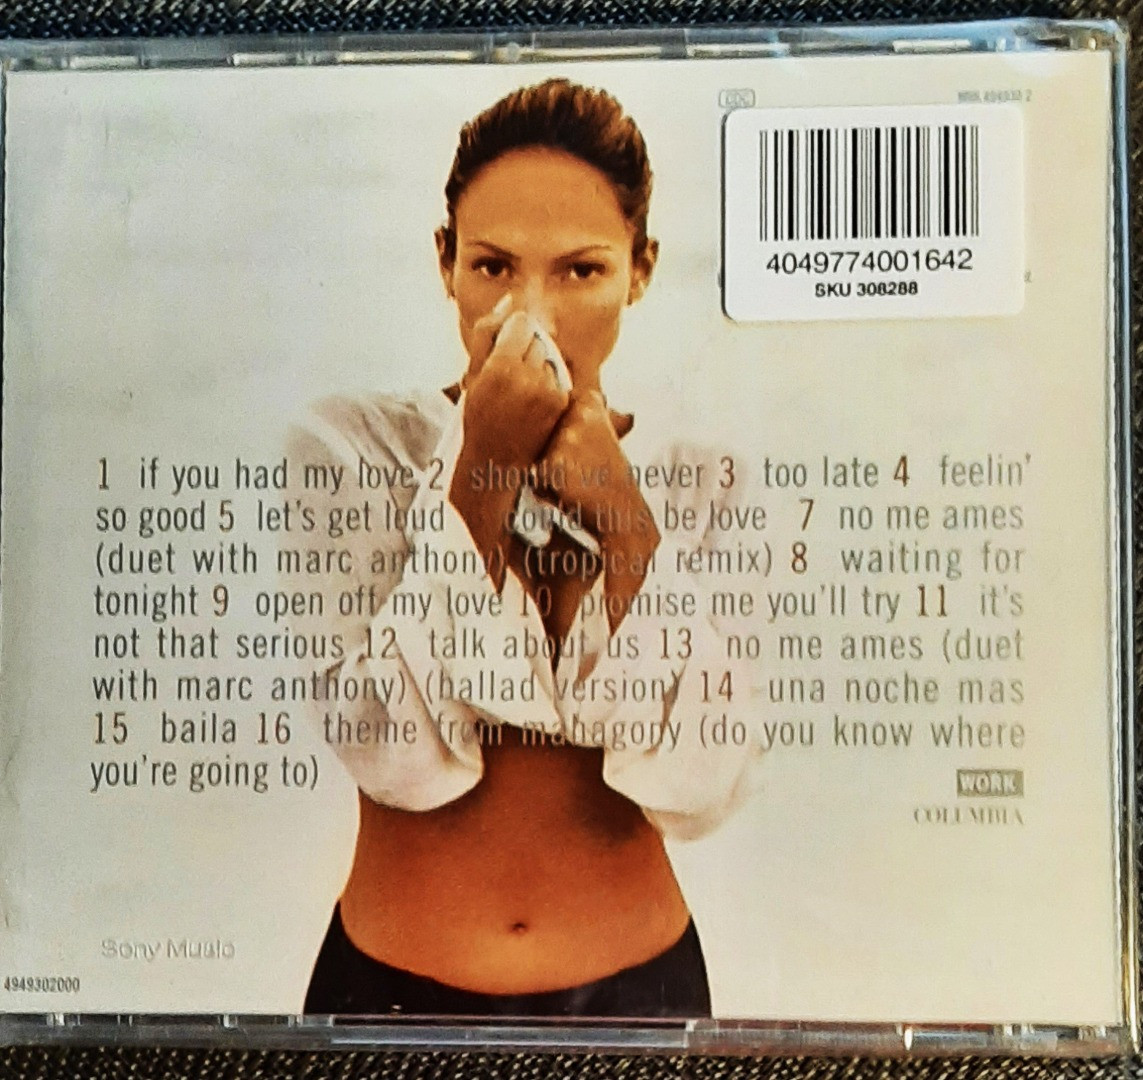 CDC
WRK 494930 2
4049774001642
SKU 308288
1 if you had my love 2 should've never 3 too late 4 feelin'
so good 5 let's get loud could this be love 7 no me ames
(duet with marc anthony) (tropical remix) 8 waiting for
tonight 9 open off my love 10 promise me you'll try 11 it's
not that serious 12 talk about us 13 no me ames (duet
with marc anthony) (ballad version) 14 una noche mas
15 baila 16 theme from mahagony (do you know where
you're going to)
WORK
COLUMBIA
Sony Music
4949302000